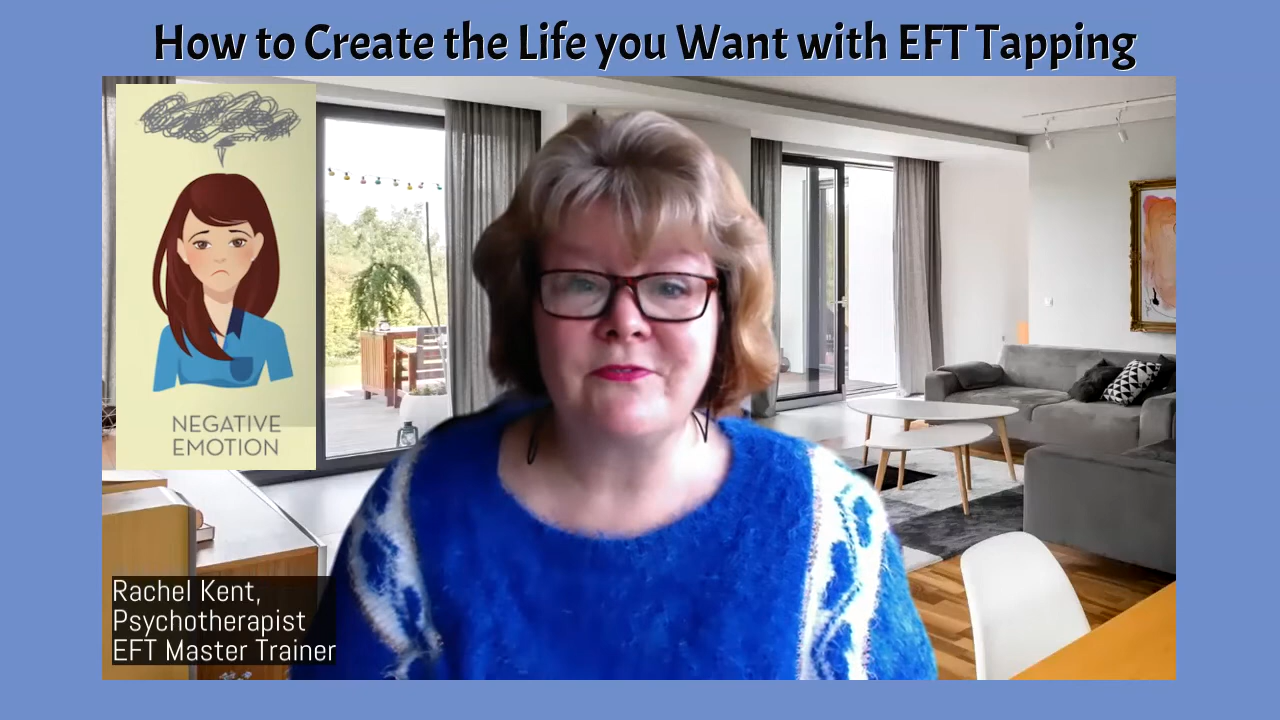 How to Create the Life you Want with EFT Tapping
NEGATIVE
EMOTION
Rachel Kent,
Psychotherapist
EFT Master Trainer